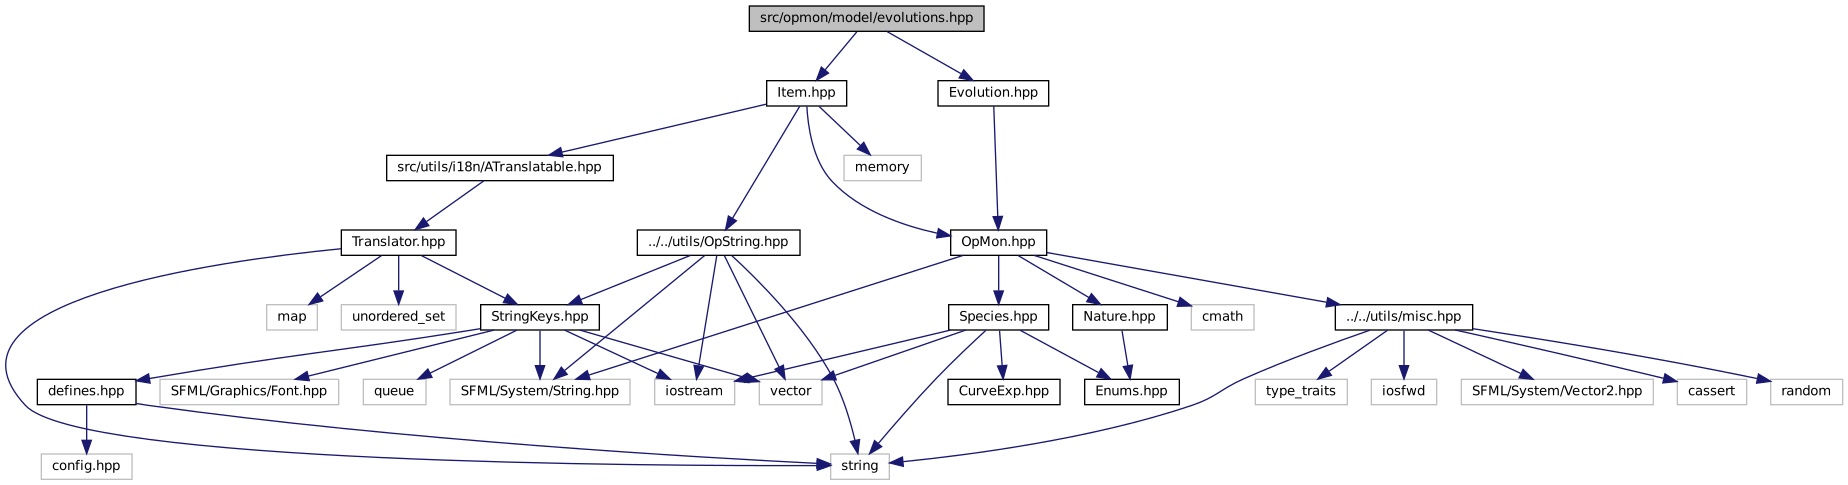 src/opmon/model/evolutions.hpp
Item.hpp
Evolution.hpp
src/utils/i18n/ATranslatable.hpp
memory
Translator.hpp
../../utils/OpString.hpp
OpMon.hpp
map
unordered_set
StringKeys.hpp
Species.hpp
Nature.hpp
cmath
../../utils/misc.hpp
defines.hpp
SFML/Graphics/Font.hpp
queue
SFML/System/String.hpp
iostream
vector
CurveExp.hpp
Enums.hpp
type_traits
iosfwd
SFML/System/Vector2.hpp
cassert
random
config.hpp
string